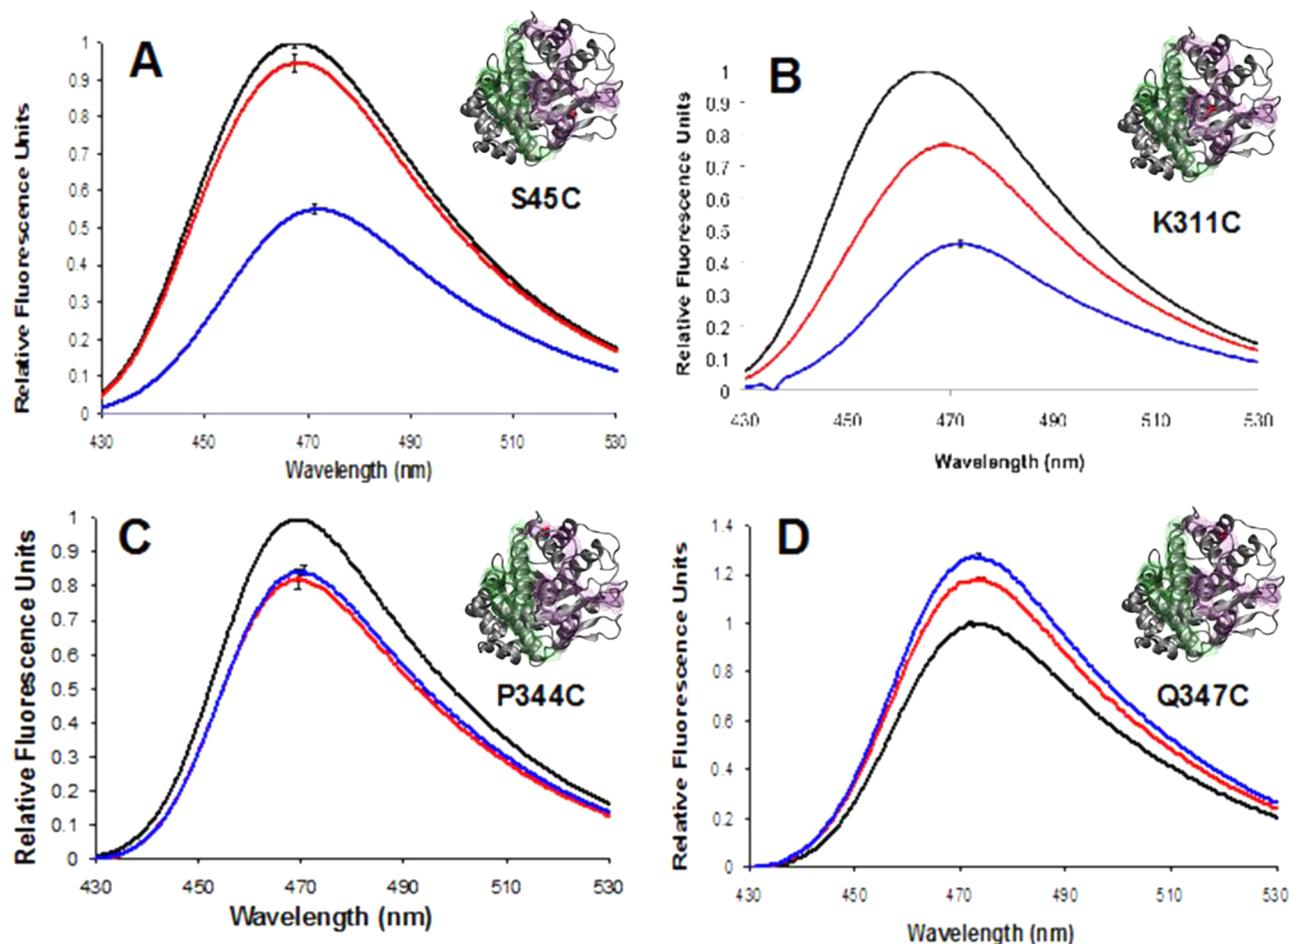 A
S45C
Relative Fluorescence Units
1
0.9
0.8
0.7
0.6
0.5
0.4
0.3
0.2
0.1
0
430 450 470 490 510 530
Wavelength (nm)
B
K311C
Relative Fluorescence Units
1
0.9
0.8
0.7
0.6
0.5
0.4
0.3
0.2
0.1
0
430 450 470 490 510 530
Wavelength (nm)
C
P344C
Relative Fluorescence Units
1
0.9
0.8
0.7
0.6
0.5
0.4
0.3
0.2
0.1
0
430 450 470 490 510 530
Wavelength (nm)
D
Q347C
Relative Fluorescence Units
1.4
1.2
1
0.8
0.6
0.4
0.2
0
430 450 470 490 510 530
Wavelength (nm)